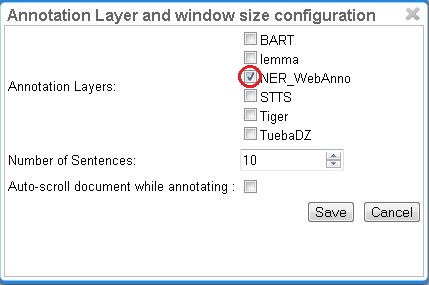 Annotation Layer and window size configuration
Annotation Layers:
BART
lemma
NER_WebAnno
STTS
Tiger
TuebaDZ
Number of Sentences: 10
Auto-scroll document while annotating :
Save Cancel